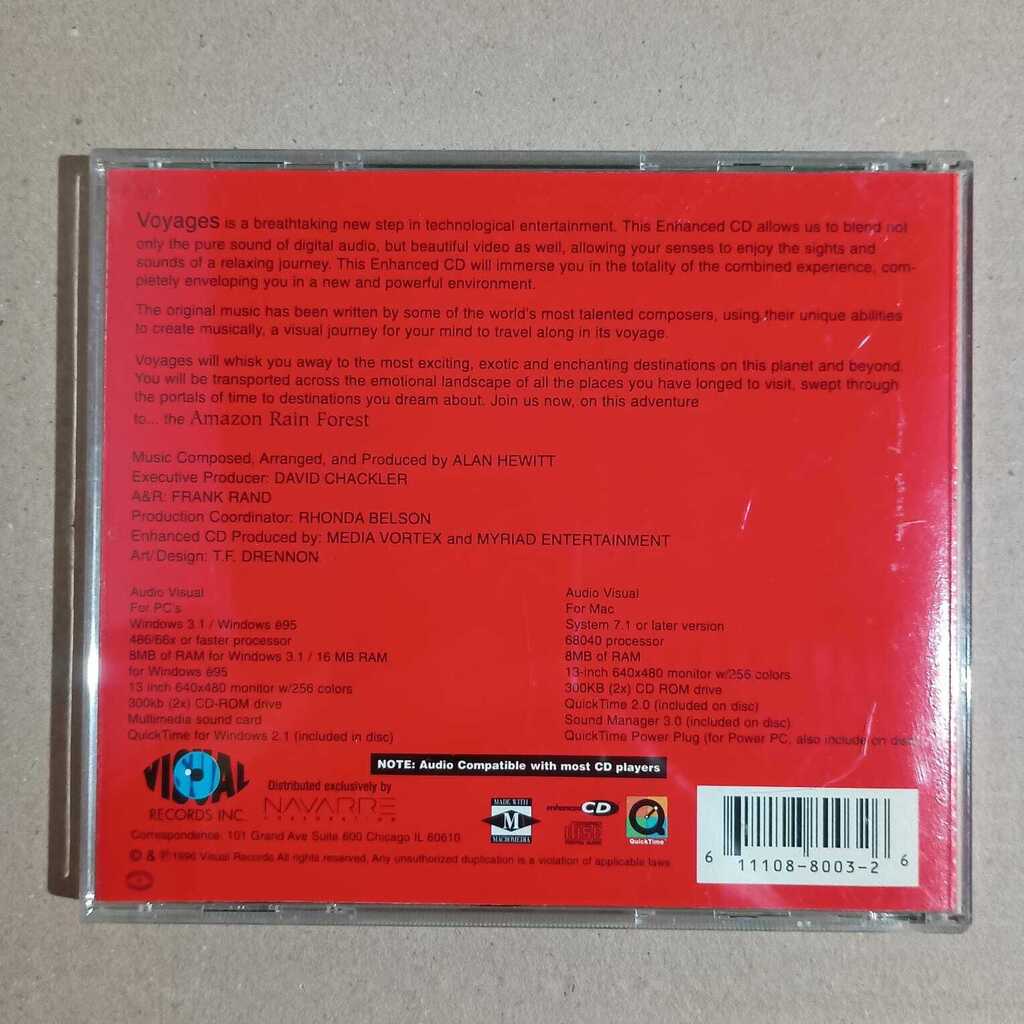 Voyages is a breathtaking new step in technological entertainment. This Enhanced CD allows us to blend not
only the pure sound of digital audio, but beautiful video as well, allowing your senses to enjoy the sights and
sounds of a relaxing journey. This Enhanced CD will immerse you in the totality of the combined experience, com-
pletely enveloping you in a new and powerful environment.
The original music has been written by some of the world's most talented composers, using their unique abilities
to create musically, a visual journey for your mind to travel along in its voyage.
Voyages will whisk you away to the most exciting, exotic and enchanting destinations on this planet and beyond.
You will be transported across the emotional landscape of all the places you have longed to visit, swept through
the portals of time to destinations you dream about. Join us now, on this adventure
to... the Amazon Rain Forest
Music Composed, Arranged, and Produced by ALAN HEWITT
Executive Producer: DAVID CHACKLER
A&R: FRANK RAND
Production Coordinator: RHONDA BELSON
Enhanced CD Produced by: MEDIA VORTEX and MYRIAD ENTERTAINMENT
Art/Design: T.F. DRENNON
Audio Visual
For PC's
Windows 3.1 / Windows ë95
486/66x or faster processor
8MB of RAM for Windows 3.1 / 16 MB RAM
for Windows ë95
13 inch 640x480 monitor w/256 colors
300kb (2x) CD-ROM drive
Multimedia sound card
QuickTime for Windows 2.1 (included in disc)
Audio Visual
For Mac
System 7.1 or later version
68040 processor
8MB of RAM
13-inch 640x480 monitor w/256 colors
300KB (2x) CD ROM drive
QuickTime 2.0 (included on disc)
Sound Manager 3.0 (included on disc)
QuickTime Power Plug (for Power PC, also include on disc
NOTE: Audio Compatible with most CD players
VISUAL
RECORDS INC.
Distributed exclusively by
NAVARRE
CORPORATION
MADE WITH
M
MACROMEDIA
enhanced CD
disc
DIGITAL AUDIO
QuickTime™
Correspondence: 101 Grand Ave Suite 600 Chicago IL 60610
© & ℗ 1996 Visual Records All rights reserved, Any unauthorized duplication is a violation of applicable laws
6 11108-8003-2 6